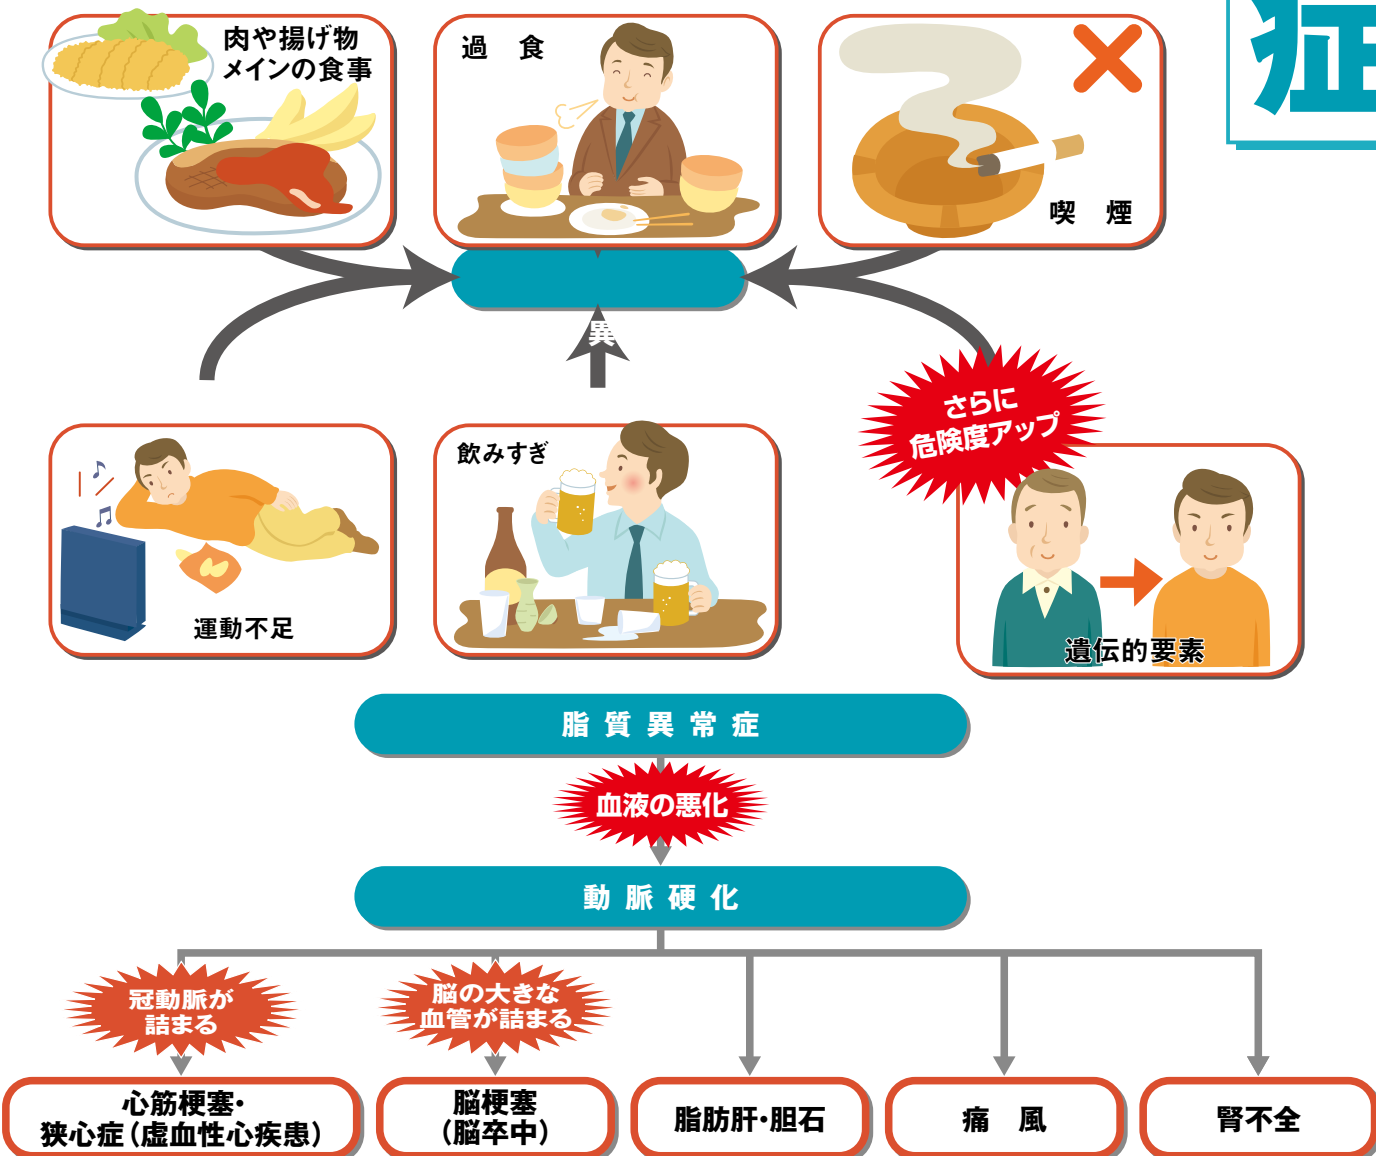 症
肉や揚げ物
メインの食事
過 食
喫 煙
異
さらに
危険度アップ
運動不足
飲みすぎ
遺伝的要素
脂質異常症
血液の悪化
動脈硬化
冠動脈が
詰まる
脳の大きな
血管が詰まる
心筋梗塞・
狭心症(虚血性心疾患)
脳梗塞
(脳卒中)
脂肪肝・胆石
痛 風
腎不全